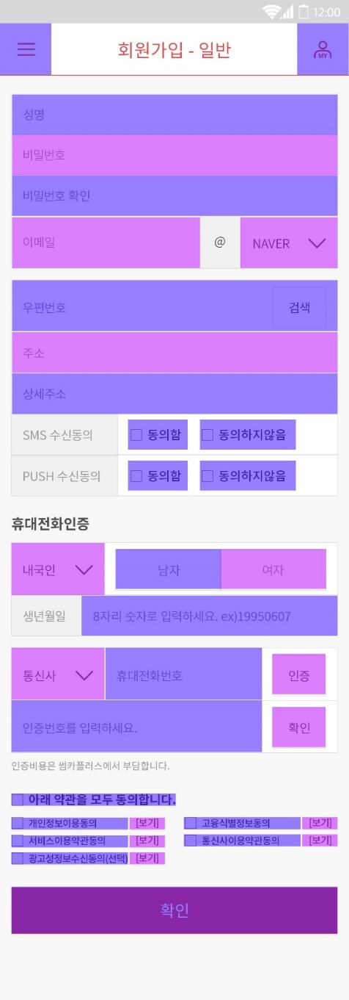 12:00
회원가입 - 일반
MY
성명
비밀번호
비밀번호 확인
이메일 @ NAVER
우편번호 검색
주소
상세주소
SMS 수신동의 동의함 동의하지않음
PUSH 수신동의 동의함 동의하지않음
휴대전화인증
내국인 남자 여자
생년월일 8자리 숫자로 입력하세요. ex)19950607
통신사 휴대전화번호 인증
인증번호를 입력하세요. 확인
인증비용은 썸카플러스에서 부담합니다.
아래 약관을 모두 동의합니다.
개인정보이용동의 [보기] 고융식별정보동의 [보기]
서비스이용약관동의 [보기] 통신사이용약관동의 [보기]
광고성정보수신동의(선택) [보기]
확인